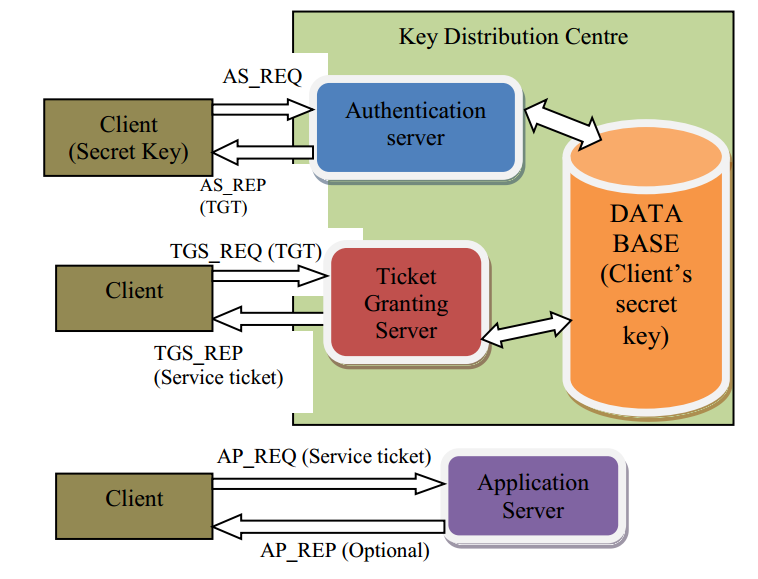 Key Distribution Centre
AS_REQ
Client
(Secret Key)
Authentication
server
AS_REP
(TGT)
DATA
BASE
(Client’s
secret
key)
TGS_REQ (TGT)
Client
Ticket
Granting
Server
TGS_REP
(Service ticket)
AP_REQ (Service ticket)
Client
Application
Server
AP_REP (Optional)